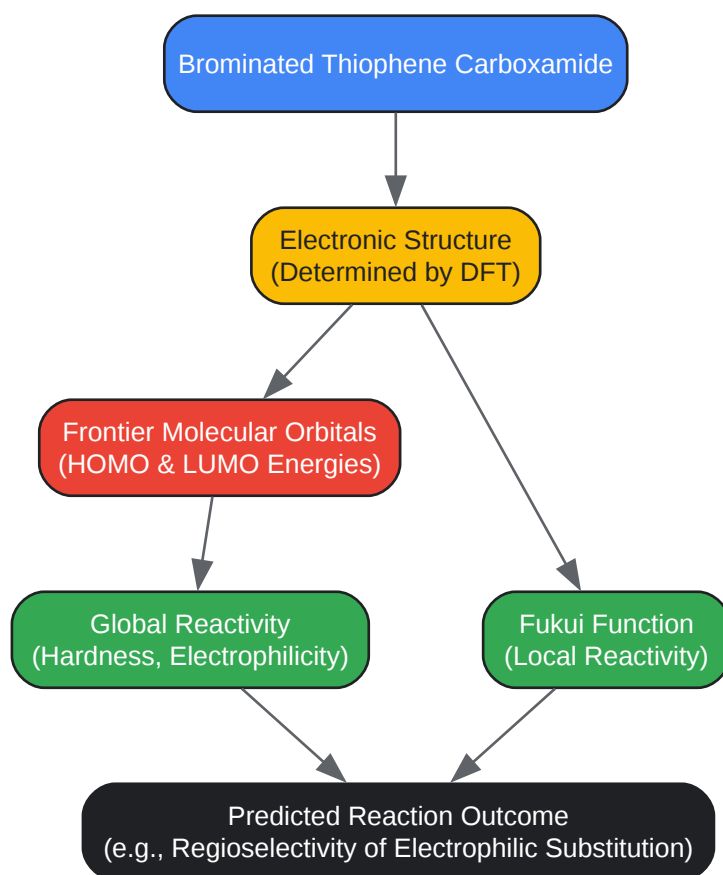 Brominated Thiophene Carboxamide
Electronic Structure
(Determined by DFT)
Frontier Molecular Orbitals
(HOMO & LUMO Energies)
Global Reactivity
(Hardness, Electrophilicity)
Fukui Function
(Local Reactivity)
Predicted Reaction Outcome
(e.g., Regioselectivity of Electrophilic Substitution)